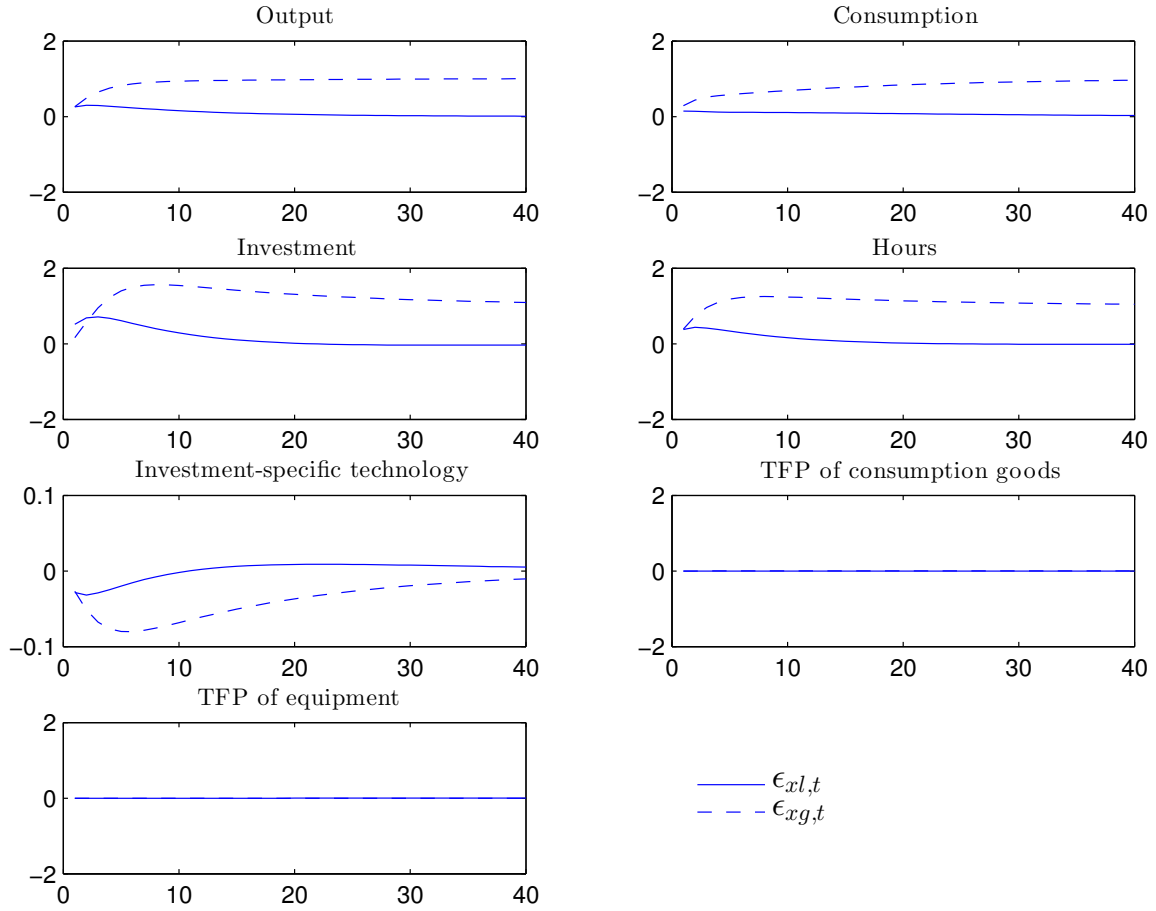 Output
2
0
−2
0 10 20 30 40
Consumption
2
0
−2
0 10 20 30 40
Investment
2
0
−2
0 10 20 30 40
Hours
2
0
−2
0 10 20 30 40
Investment-specific technology
0.1
0
−0.1
0 10 20 30 40
TFP of consumption goods
2
0
−2
0 10 20 30 40
TFP of equipment
2
0
−2
0 10 20 30 40
ϵxl,t
ϵxg,t